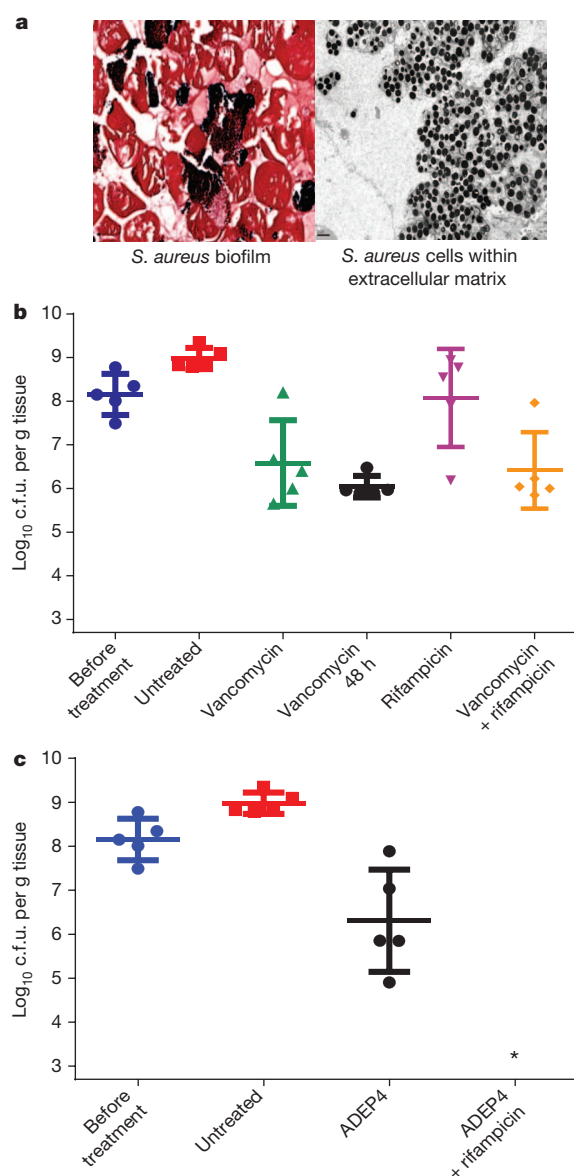 a
S. aureus biofilm
S. aureus cells within
extracellular matrix
b
10
9
8
7
6
5
4
3
Log10 c.f.u. per g tissue
Before
treatment
Untreated
Vancomycin
Vancomycin
48 h
Rifampicin
Vancomycin
+ rifampicin
c
10
9
8
7
6
5
4
3
Log10 c.f.u. per g tissue
Before
treatment
Untreated
ADEP4
ADEP4
+ rifampicin
*